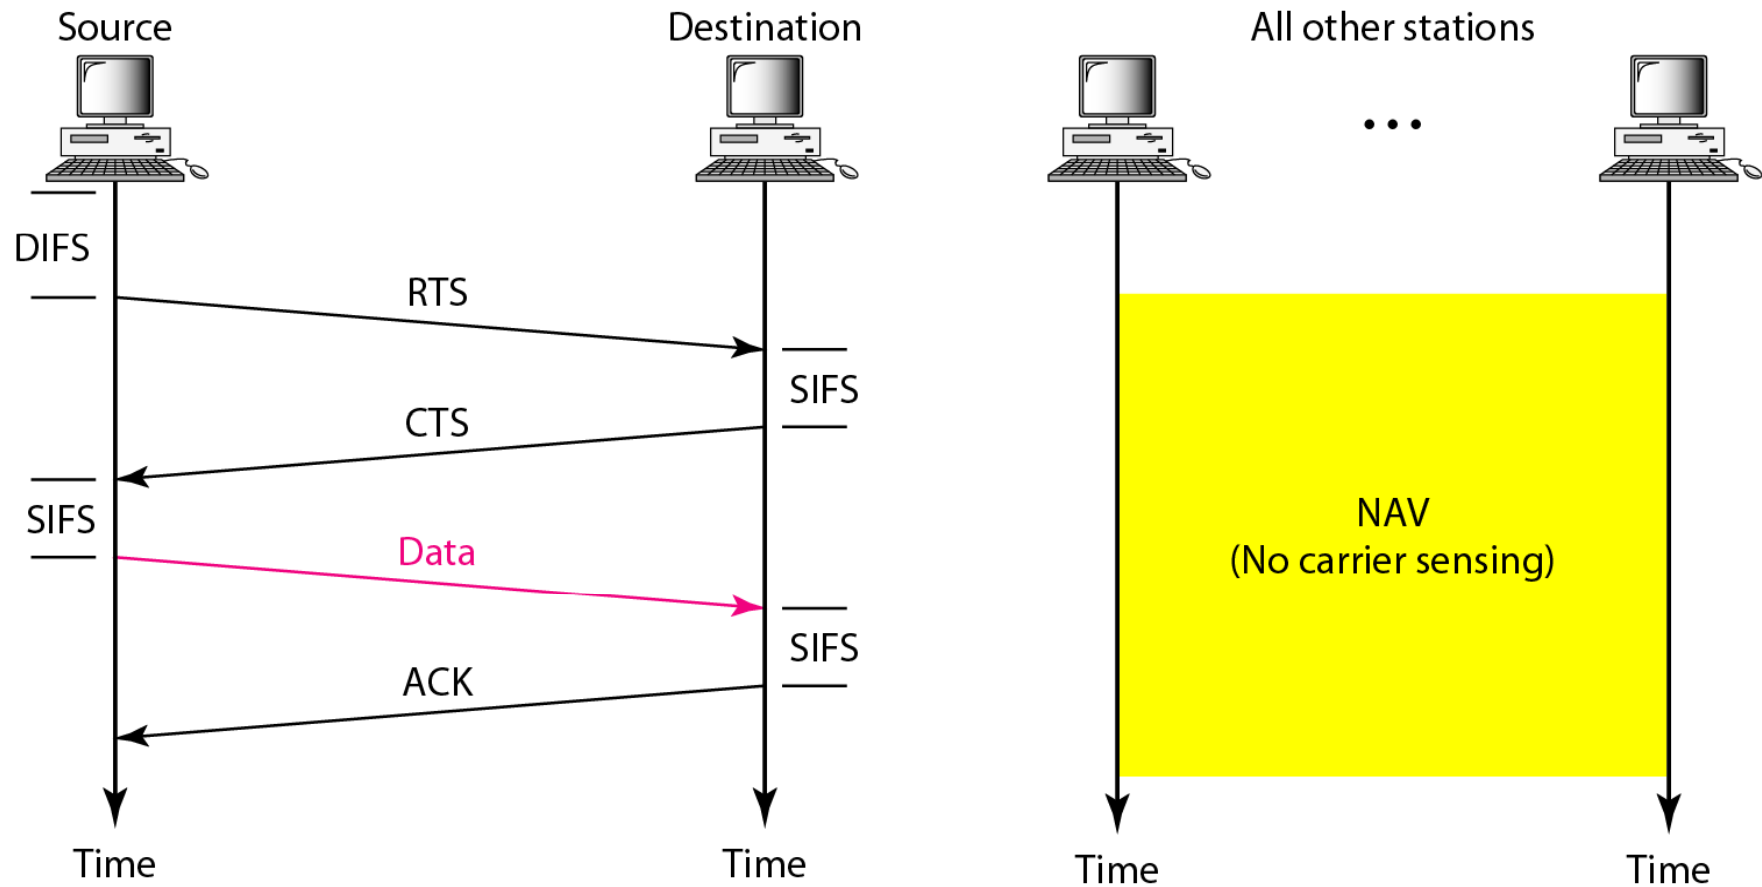 Source
Destination
All other stations
...
DIFS
RTS
SIFS
CTS
SIFS
NAV
(No carrier sensing)
Data
SIFS
ACK
Time
Time
Time
Time